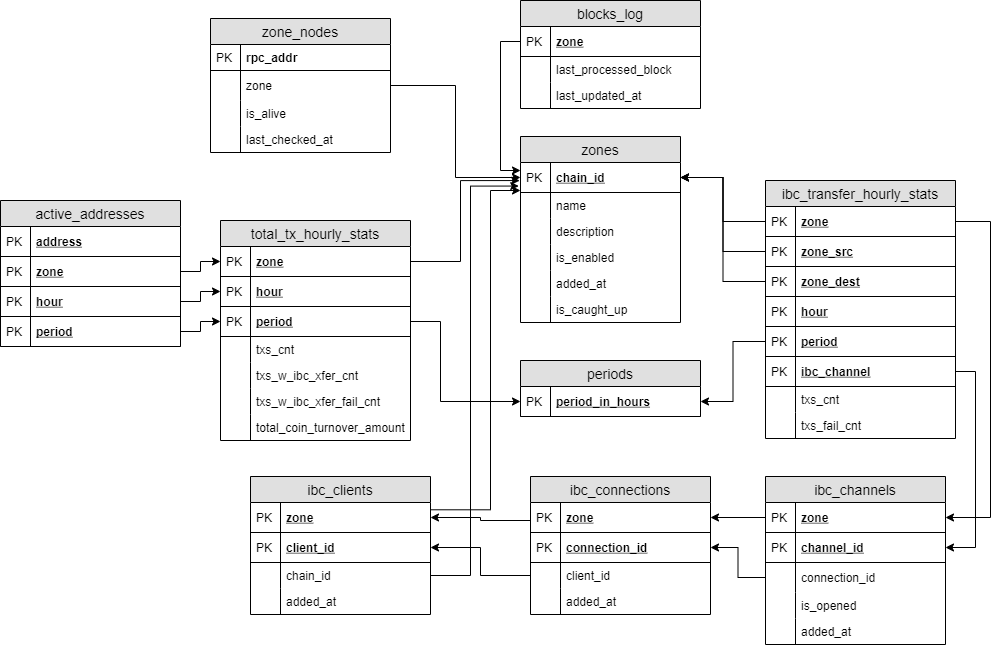 zone_nodes
PK rpc_addr
zone
is_alive
last_checked_at
blocks_log
PK zone
last_processed_block
last_updated_at
zones
PK chain_id
name
description
is_enabled
added_at
is_caught_up
active_addresses
PK address
PK zone
PK hour
PK period
total_tx_hourly_stats
PK zone
PK hour
PK period
txs_cnt
txs_w_ibc_xfer_cnt
txs_w_ibc_xfer_fail_cnt
total_coin_turnover_amount
ibc_transfer_hourly_stats
PK zone
PK zone_src
PK zone_dest
PK hour
PK period
PK ibc_channel
txs_cnt
txs_fail_cnt
periods
PK period_in_hours
ibc_clients
PK zone
PK client_id
chain_id
added_at
ibc_connections
PK zone
PK connection_id
client_id
added_at
ibc_channels
PK zone
PK channel_id
connection_id
is_opened
added_at